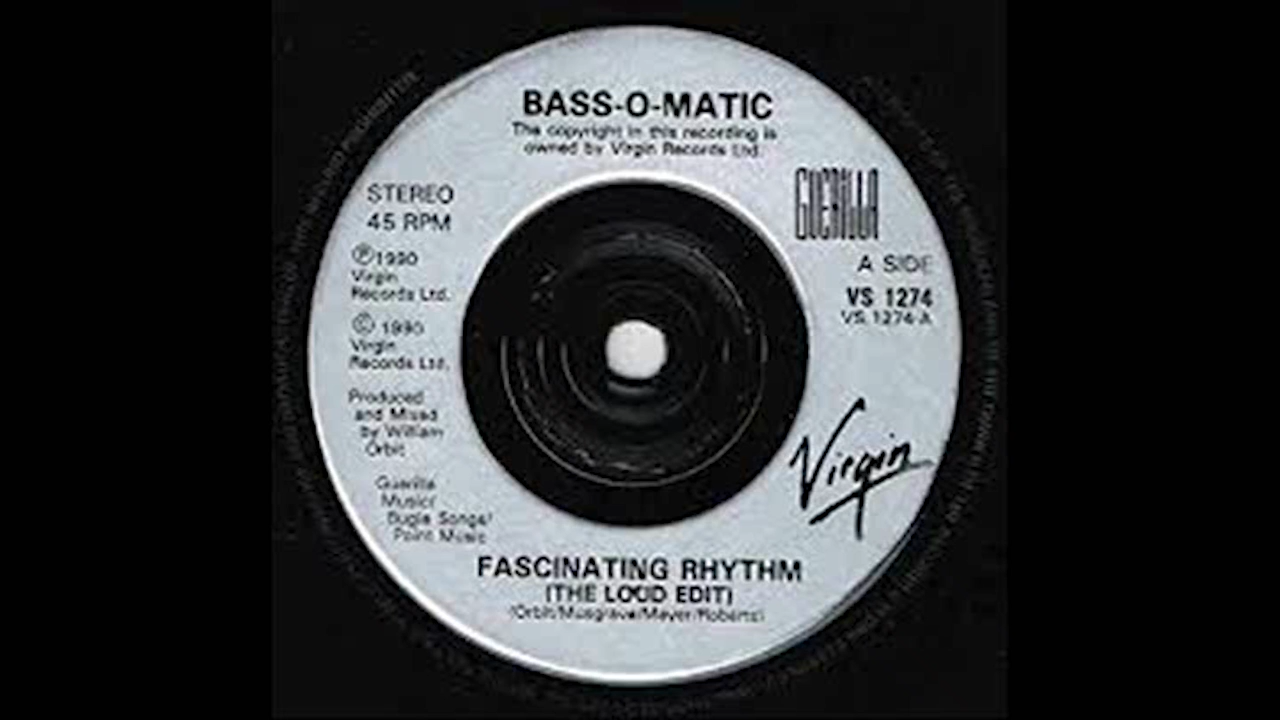 BASS-O-MATIC
The copyright in this recording is
owned by Virgin Records Ltd.
GUERILLA
STEREO
45 RPM
A SIDE
VS 1274
VS 1274-A
℗1990
Virgin
Records Ltd.
© 1990
Virgin
Records Ltd.
Produced
and Mixed
by William
Orbit
Guerilla
Music/
Bugle Songs/
Point Music
Virgin
FASCINATING RHYTHM
(THE LOUD EDIT)
(Orbit/Musgrave/Mayer/Roberts)